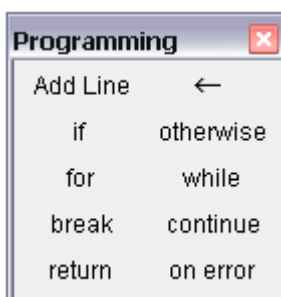 Programming
Add Line ←
if otherwise
for while
break continue
return on error